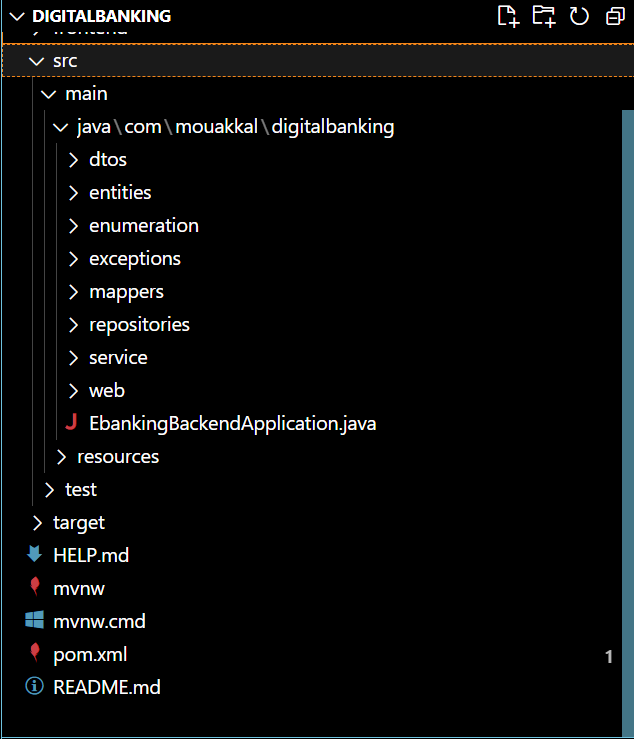 DIGITALBANKING
frontend
src
main
java\com\mouakkal\digitalbanking
dtos
entities
enumeration
exceptions
mappers
repositories
service
web
J EbankingBackendApplication.java
resources
test
target
HELP.md
mvnw
mvnw.cmd
pom.xml 1
README.md